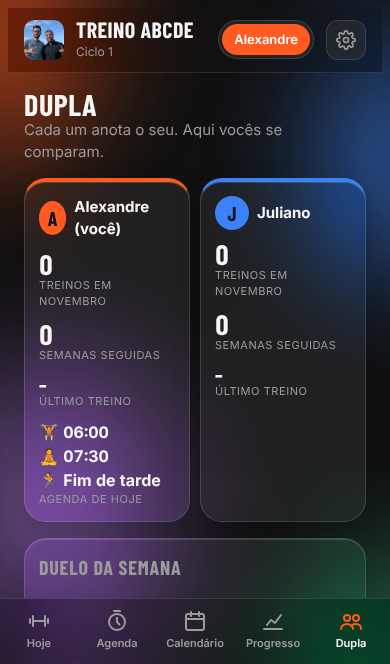 TREINO ABCDE
Ciclo 1
Alexandre
DUPLA
Cada um anota o seu. Aqui vocês se
comparam.
A
Alexandre
(você)
0
TREINOS EM
NOVEMBRO
0
SEMANAS SEGUIDAS
-
ÚLTIMO TREINO
🏋️ 06:00
🧘 07:30
🏃 Fim de tarde
AGENDA DE HOJE
J
Juliano
0
TREINOS EM
NOVEMBRO
0
SEMANAS SEGUIDAS
-
ÚLTIMO TREINO
DUELO DA SEMANA
Hoje
Agenda
Calendário
Progresso
Dupla